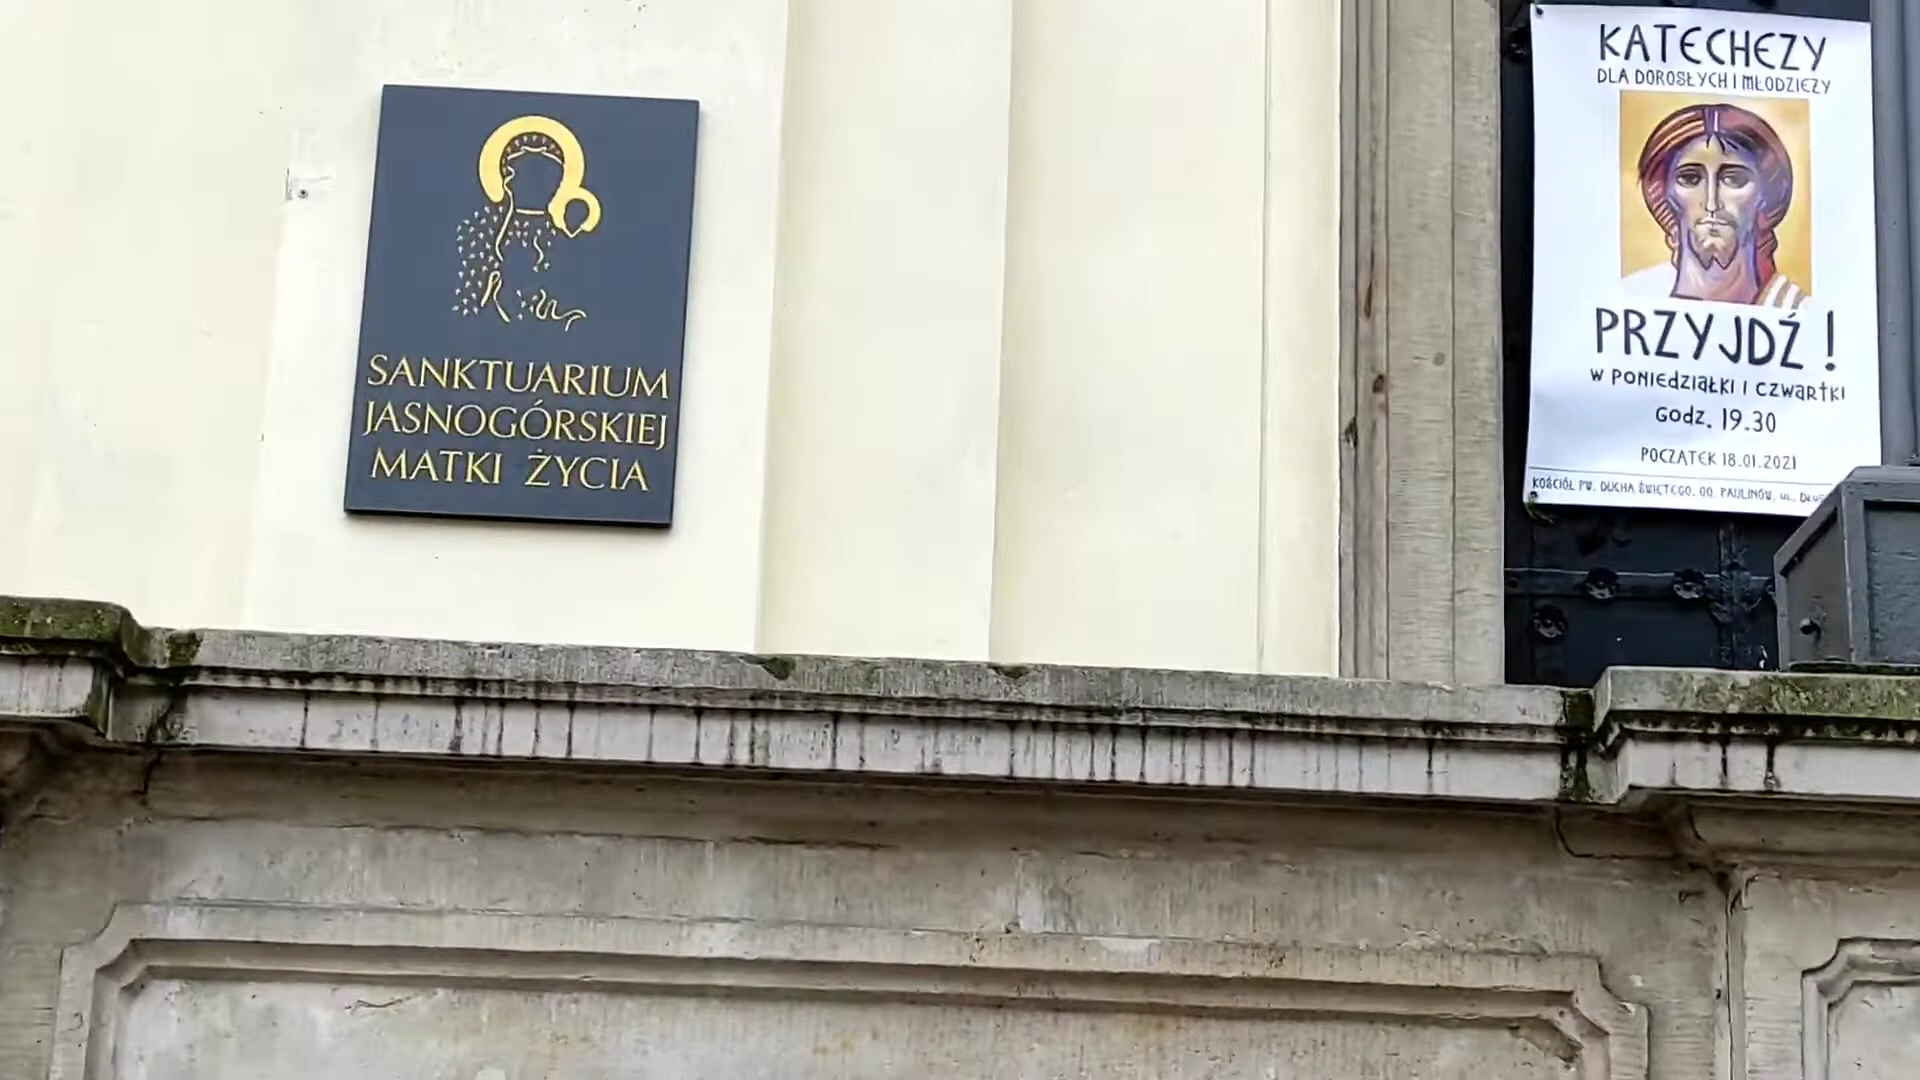 SANKTUARIUM
JASNOGÓRSKIEJ
MATKI ŻYCIA
KATECHEZY
DLA DOROSŁYCH I MŁODZIEŻY
PRZYJDŹ !
W PONIEDZIAŁKI I CZWARTKI
GODZ. 19.30
POCZĄTEK 18.01.2021
KOŚCIÓŁ PW. DUCHA ŚWIĘTEGO, OO. PAULINÓW, UL.